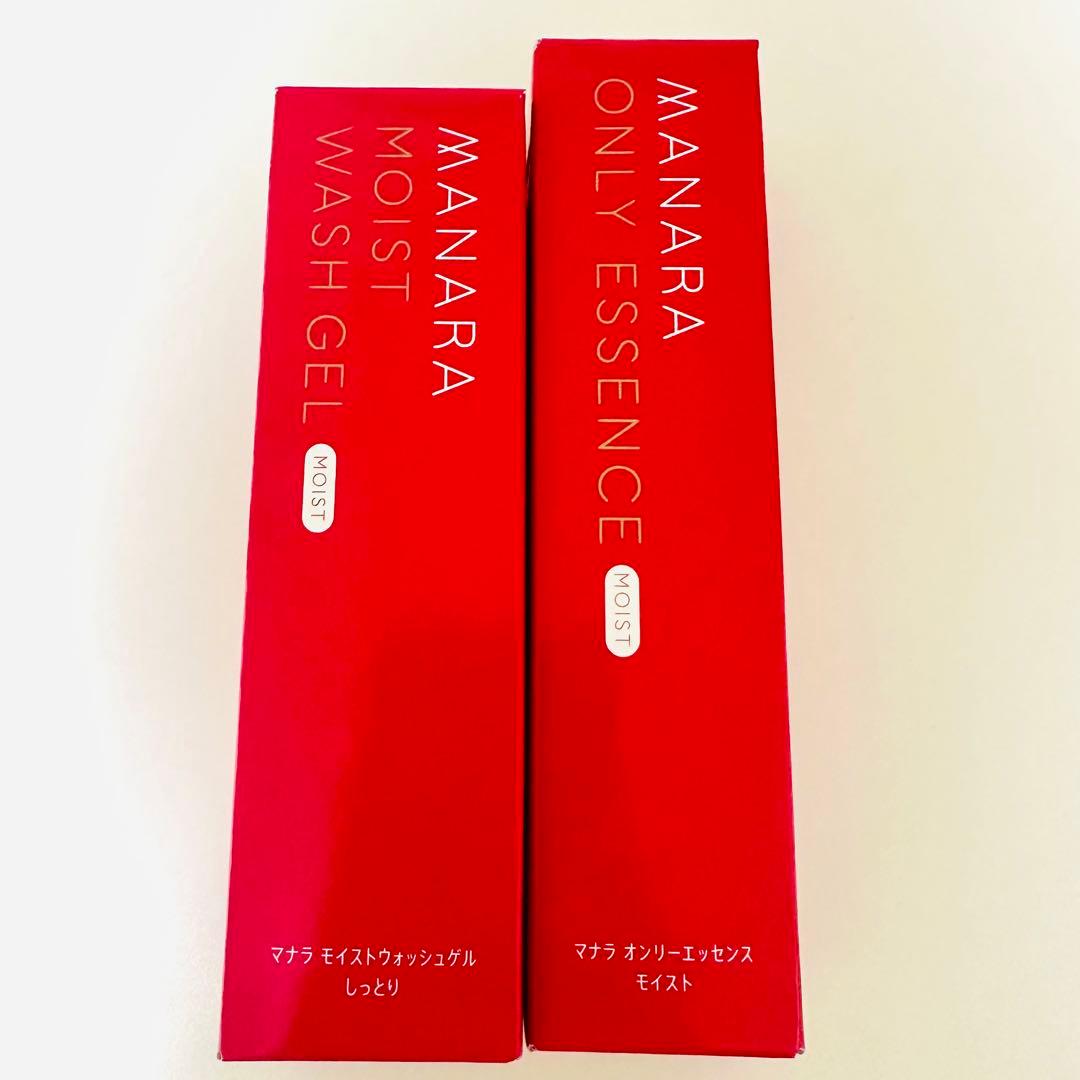 MANARA
MOIST
WASH GEL
MOIST
マナラ モイストウォッシュゲル
しっとり
MANARA
ONLY ESSENCE
MOIST
マナラ オンリーエッセンス
モイスト